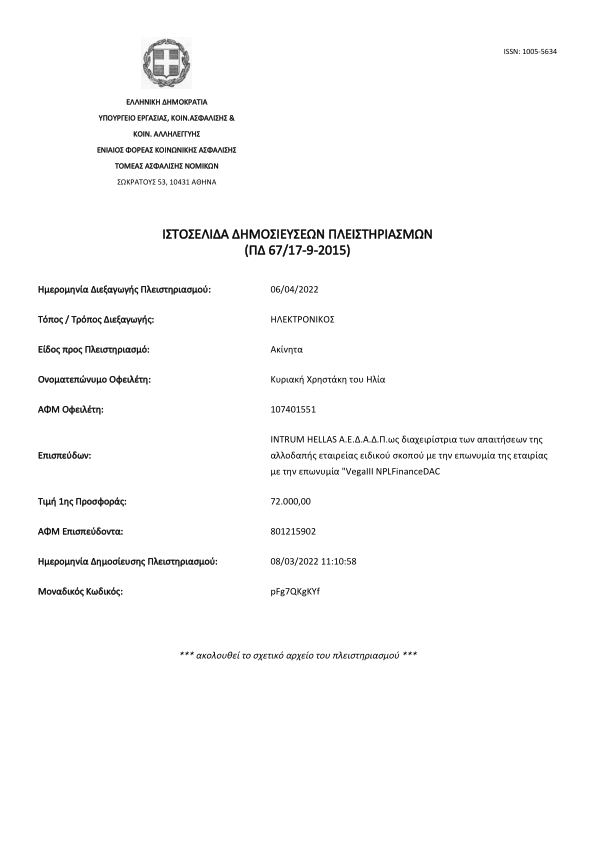 ISSN: 1005-5634
ΕΛΛΗΝΙΚΗ ΔΗΜΟΚΡΑΤΙΑ
ΥΠΟΥΡΓΕΙΟ ΕΡΓΑΣΙΑΣ, ΚΟΙΝ.ΑΣΦΑΛΙΣΗΣ &
ΚΟΙΝ. ΑΛΛΗΛΕΓΓΥΗΣ
ΕΝΙΑΙΟΣ ΦΟΡΕΑΣ ΚΟΙΝΩΝΙΚΗΣ ΑΣΦΑΛΙΣΗΣ
ΤΟΜΕΑΣ ΑΣΦΑΛΙΣΗΣ ΝΟΜΙΚΩΝ
ΣΩΚΡΑΤΟΥΣ 53, 10431 ΑΘΗΝΑ
ΙΣΤΟΣΕΛΙΔΑ ΔΗΜΟΣΙΕΥΣΕΩΝ ΠΛΕΙΣΤΗΡΙΑΣΜΩΝ
(ΠΔ 67/17-9-2015)
Ημερομηνία Διεξαγωγής Πλειστηριασμού: 06/04/2022
Τόπος / Τρόπος Διεξαγωγής: ΗΛΕΚΤΡΟΝΙΚΟΣ
Είδος προς Πλειστηριασμό: Ακίνητα
Ονοματεπώνυμο Οφειλέτη: Κυριακή Χρηστάκη του Ηλία
ΑΦΜ Οφειλέτη: 107401551
Επισπεύδων: INTRUM HELLAS Α.Ε.Δ.Α.Δ.Π.ως διαχειρίστρια των απαιτήσεων της
αλλοδαπής εταιρείας ειδικού σκοπού με την επωνυμία της εταιρίας
με την επωνυμία "VegaIII NPLFinanceDAC
Τιμή 1ης Προσφοράς: 72.000,00
ΑΦΜ Επισπεύδοντα: 801215902
Ημερομηνία Δημοσίευσης Πλειστηριασμού: 08/03/2022 11:10:58
Μοναδικός Κωδικός: pFg7QKgKYf
*** ακολουθεί το σχετικό αρχείο του πλειστηριασμού ***